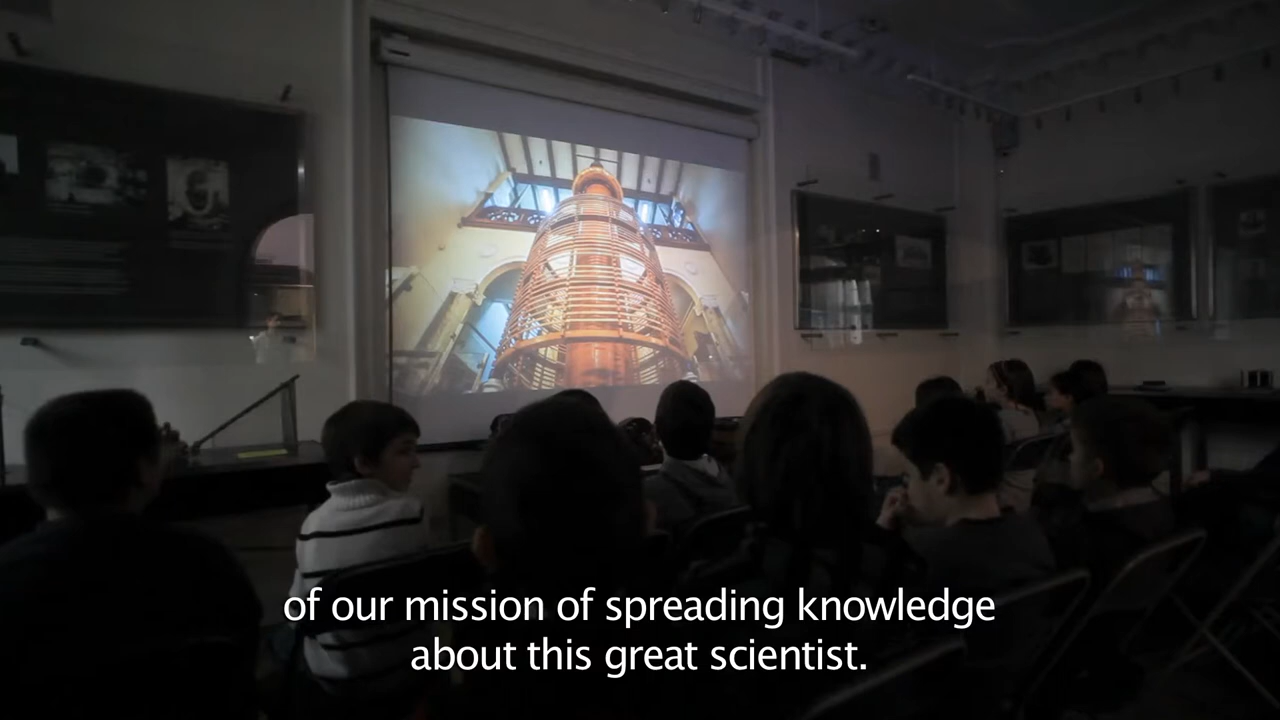 of our mission of spreading knowledge
about this great scientist.